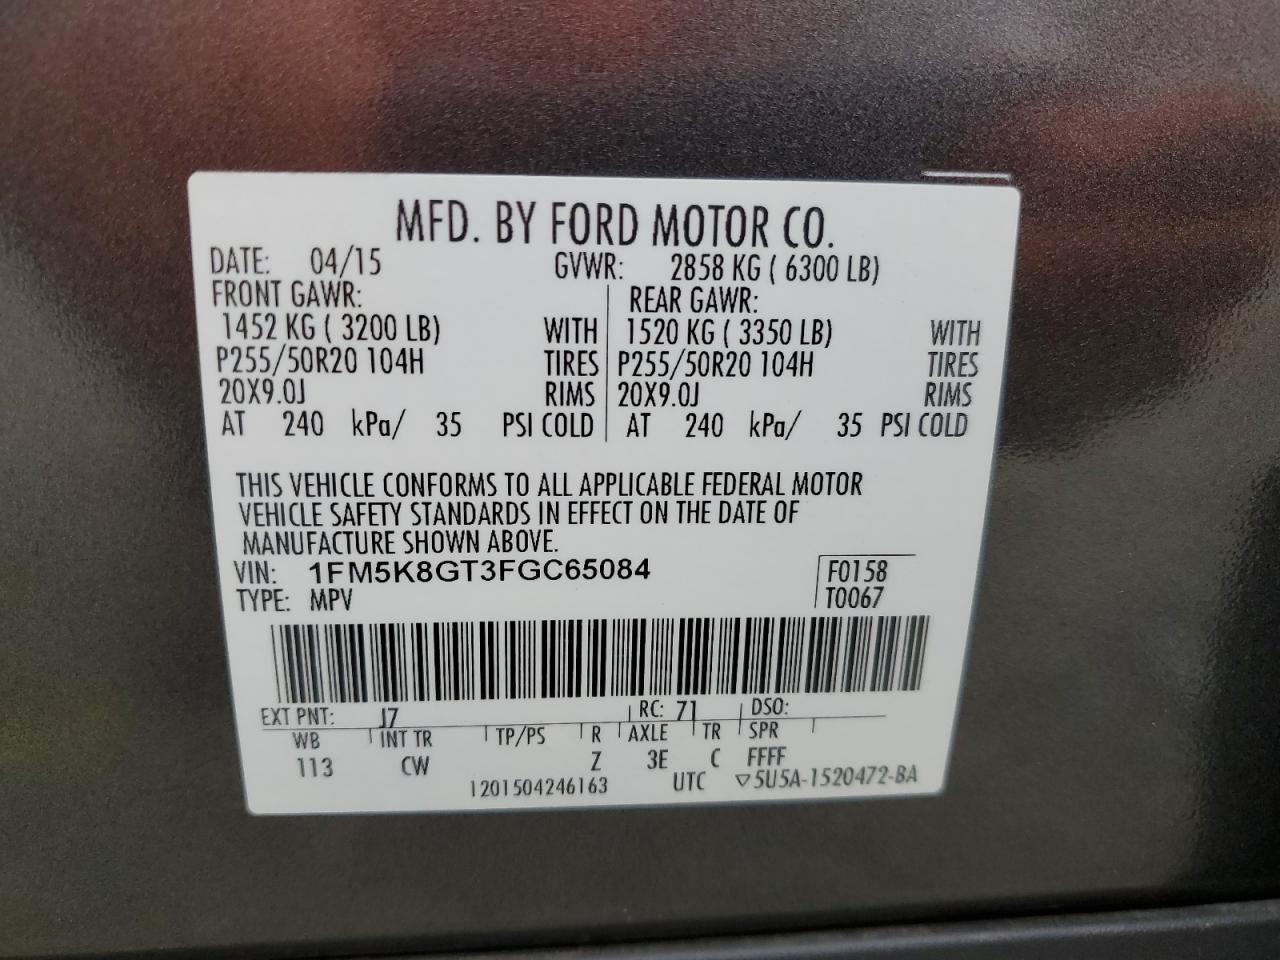 MFD. BY FORD MOTOR CO.
DATE: 04/15 GVWR: 2858 KG ( 6300 LB)
FRONT GAWR: REAR GAWR:
1452 KG ( 3200 LB) WITH 1520 KG ( 3350 LB) WITH
P255/50R20 104H TIRES P255/50R20 104H TIRES
20X9.0J RIMS 20X9.0J RIMS
AT 240 kPa/ 35 PSI COLD AT 240 kPa/ 35 PSI COLD
THIS VEHICLE CONFORMS TO ALL APPLICABLE FEDERAL MOTOR
VEHICLE SAFETY STANDARDS IN EFFECT ON THE DATE OF
MANUFACTURE SHOWN ABOVE.
VIN: 1FM5K8GT3FGC65084 F0158
TYPE: MPV T0067
EXT PNT: J7 RC: 71 DSO:
WB INT TR TP/PS R AXLE TR SPR
113 CW Z 3E C FFFF
1201504246163 UTC ▽5U5A-1520472-BA